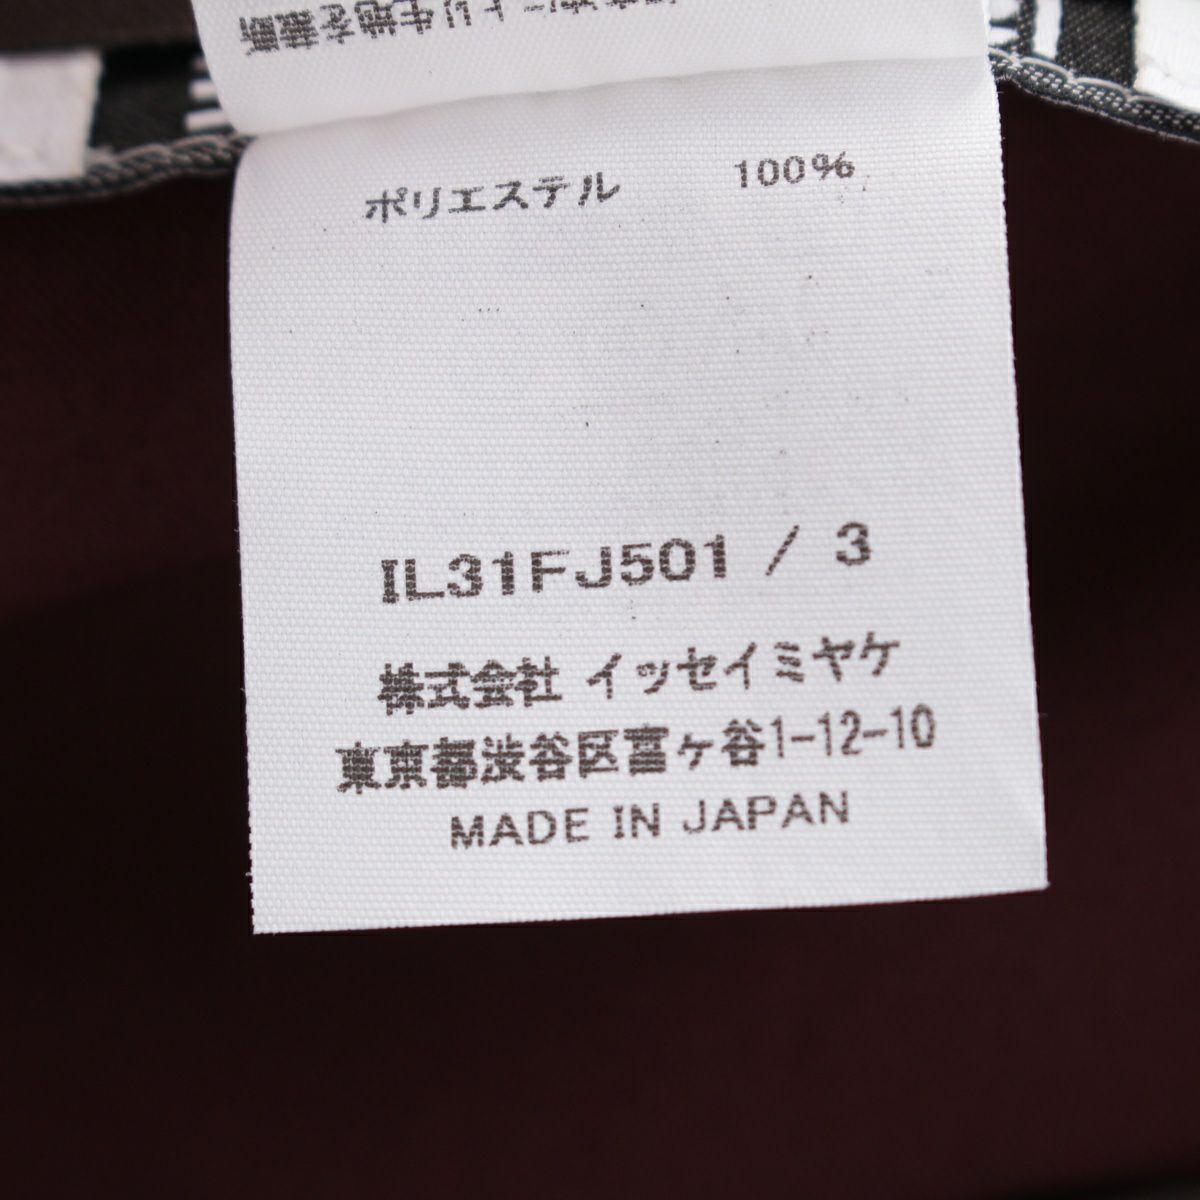 ポリエステル 100%
IL31FJ501 / 3
株式会社 イッセイミヤケ
東京都渋谷区富ヶ谷1-12-10
MADE IN JAPAN